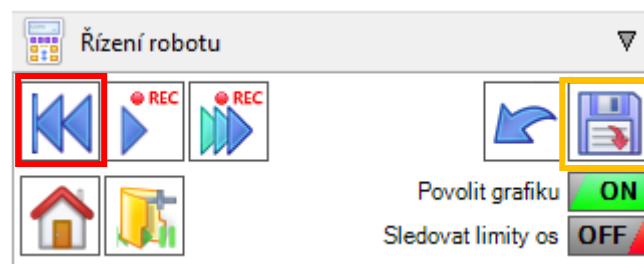 Řízení robotu
REC REC
Povolit grafiku ON
Sledovat limity os OFF